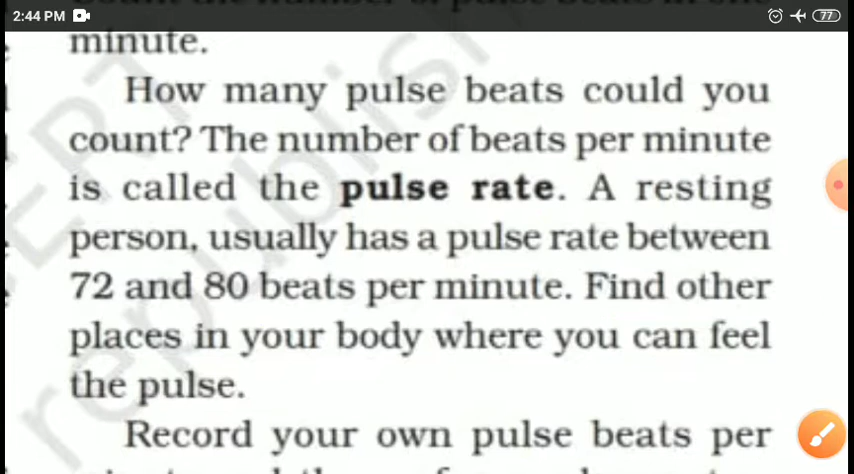 2:44 PM
77
minute.
How many pulse beats could you
count? The number of beats per minute
is called the pulse rate. A resting
person, usually has a pulse rate between
72 and 80 beats per minute. Find other
places in your body where you can feel
the pulse.
Record your own pulse beats per